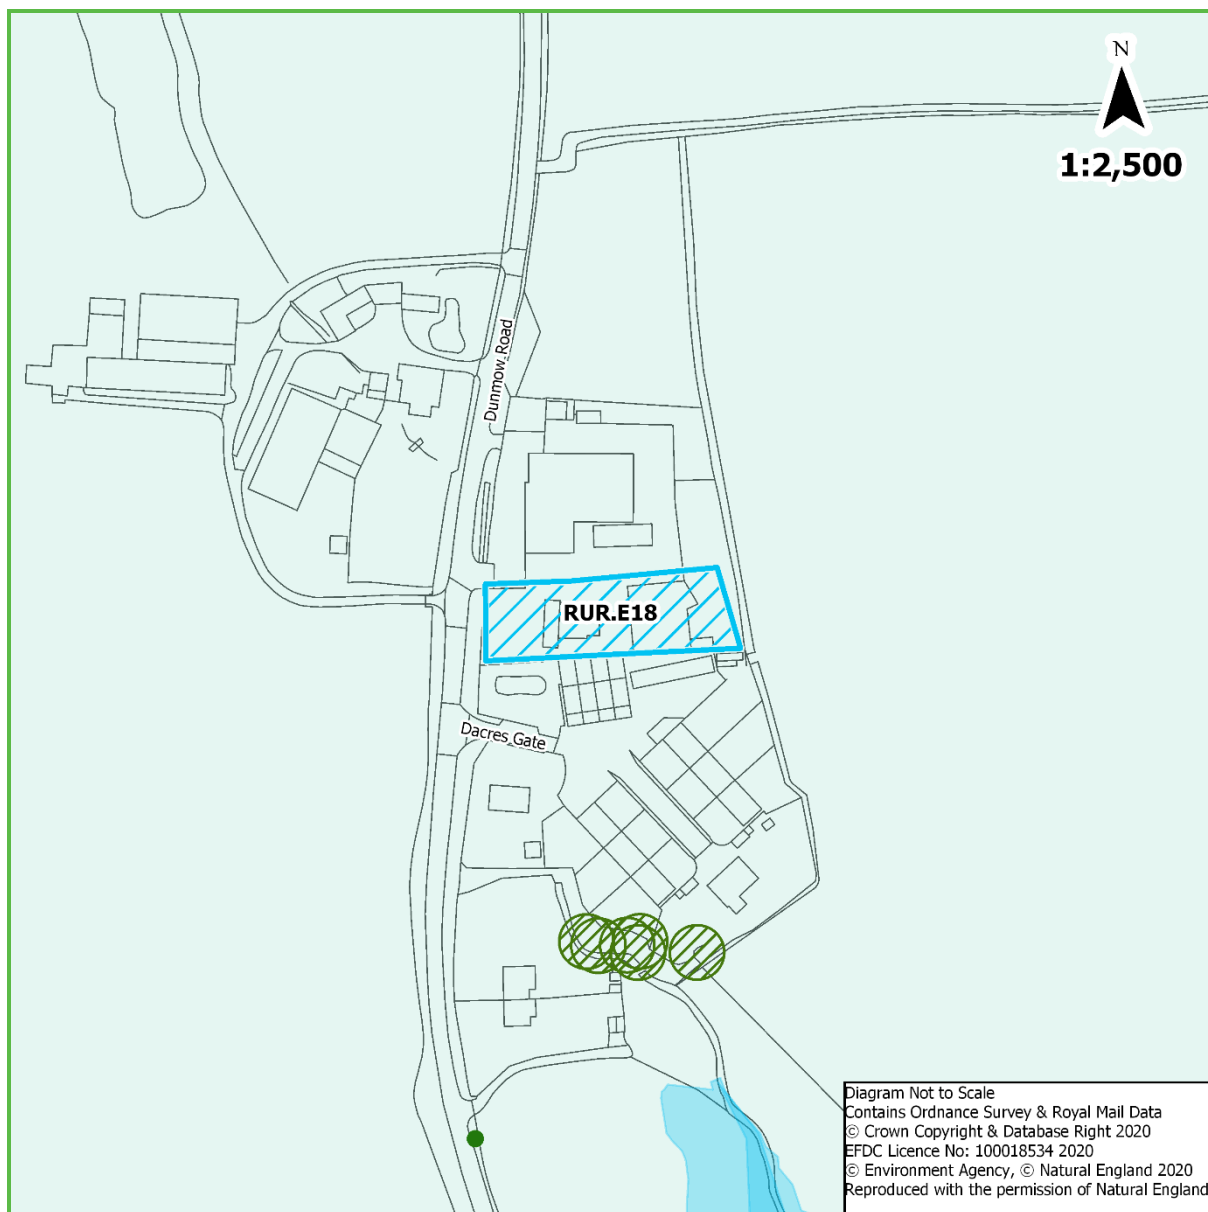 N
1:2,500
Dunmow Road
RUR.E18
Dacres Gate
Diagram Not to Scale
Contains Ordnance Survey & Royal Mail Data
© Crown Copyright & Database Right 2020
EFDC Licence No: 100018534 2020
© Environment Agency, © Natural England 2020
Reproduced with the permission of Natural England